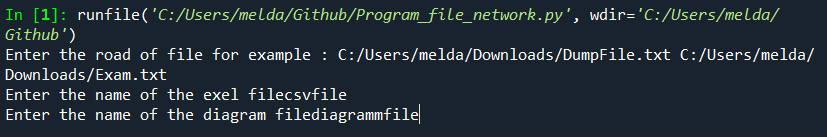 In [1]: runfile('C:/Users/melda/Github/Program_file_network.py', wdir='C:/Users/melda/
Github')
Enter the road of file for example : C:/Users/melda/Downloads/DumpFile.txt C:/Users/melda/
Downloads/Exam.txt
Enter the name of the exel filecsvfile
Enter the name of the diagram filediagrammfile